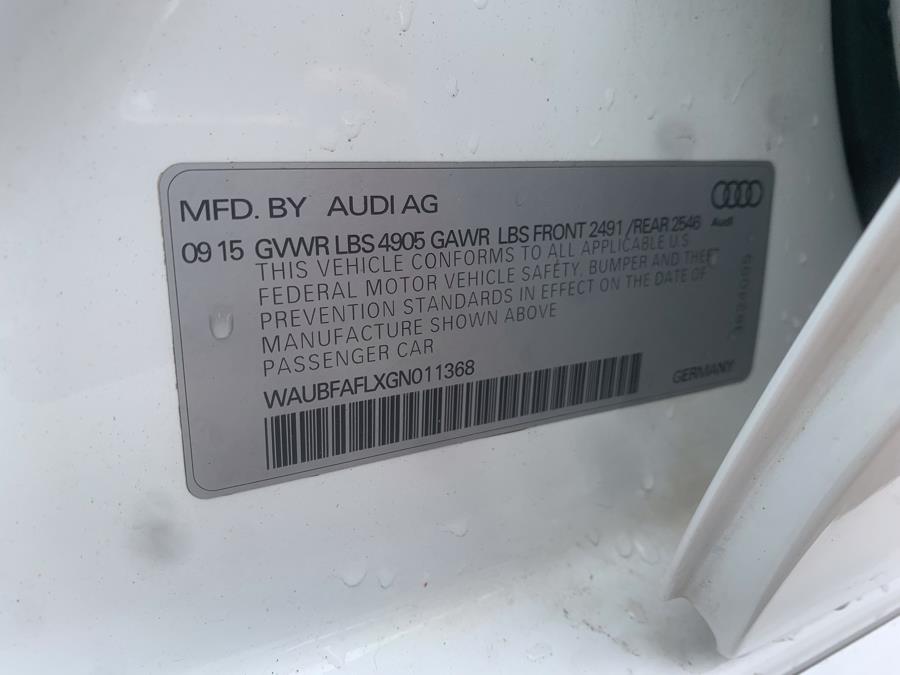 MFD. BY AUDI AG
Audi
09 15 GVWR LBS 4905 GAWR LBS FRONT 2491 /REAR 2546
THIS VEHICLE CONFORMS TO ALL APPLICABLE U.S
FEDERAL MOTOR VEHICLE SAFETY, BUMPER AND THEFT
PREVENTION STANDARDS IN EFFECT ON THE DATE OF
MANUFACTURE SHOWN ABOVE
PASSENGER CAR
WAUBFAFLXGN011368
GERMANY